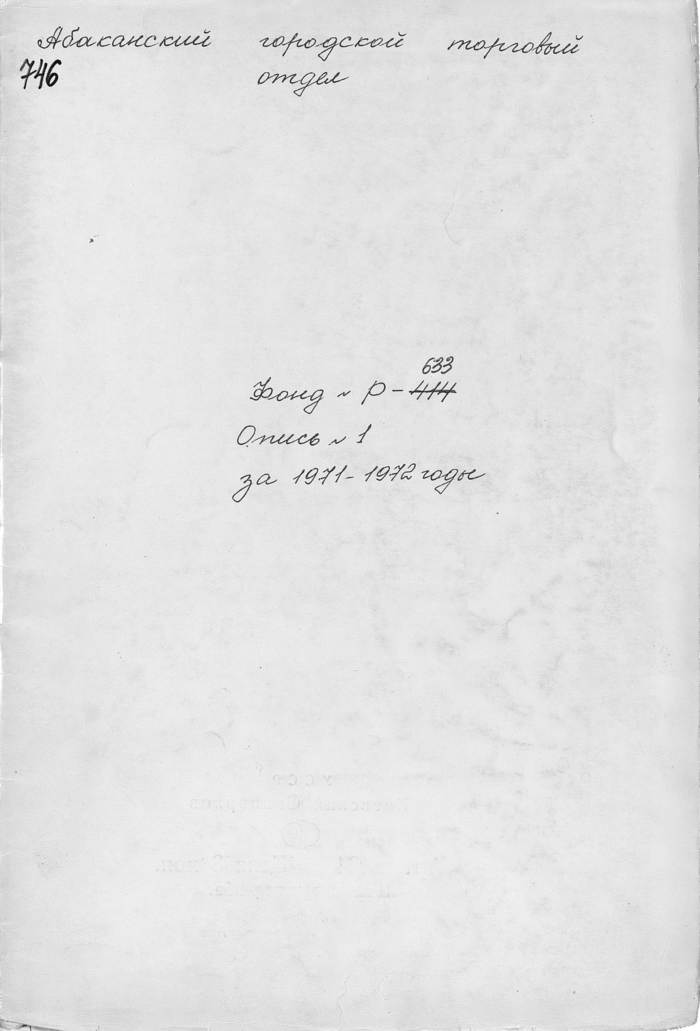 Абаканский городской торговый
746 отдел
633
Фонд № Р-414
Опись № 1
за 1971-1972 годы